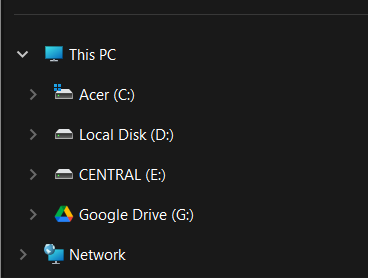 This PC
Acer (C:)
Local Disk (D:)
CENTRAL (E:)
Google Drive (G:)
Network